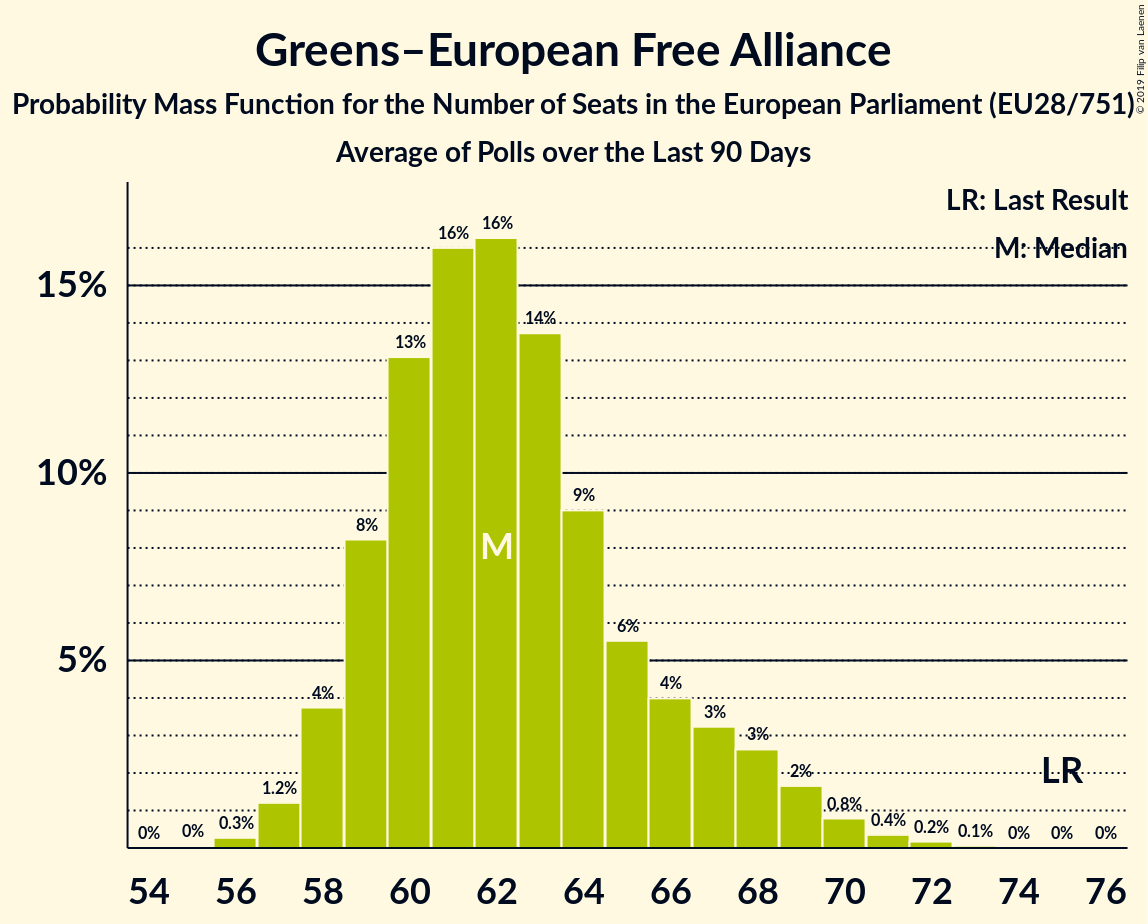 Greens–European Free Alliance
Probability Mass Function for the Number of Seats in the European Parliament (EU28/751)
Average of Polls over the Last 90 Days
© 2019 Filip van Laenen
LR: Last Result
M: Median
15%
10%
5%
0%
0%
0.3%
1.2%
4%
8%
13%
16%
16%
14%
9%
6%
4%
3%
3%
2%
0.8%
0.4%
0.2%
0.1%
0%
0%
0%
M
LR
54 56 58 60 62 64 66 68 70 72 74 76